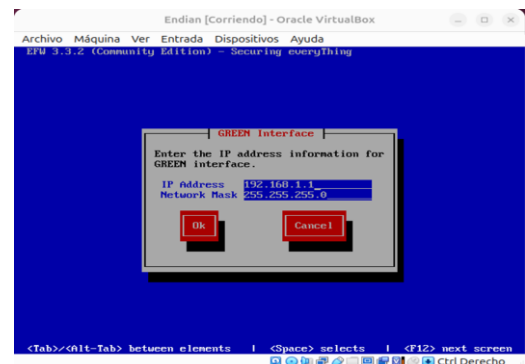 Endian [Corriendo] - Oracle VirtualBox
Archivo Máquina Ver Entrada Dispositivos Ayuda
EFW 3.3.2 (Community Edition) - Securing everyThing
GREEN Interface
Enter the IP address information for
GREEN interface.
IP Address 192.168.1.1_
Network Mask 255.255.255.0
Ok Cancel
<Tab>/<Alt-Tab> between elements | <Space> selects | <F12> next screen
Ctrl Derecho